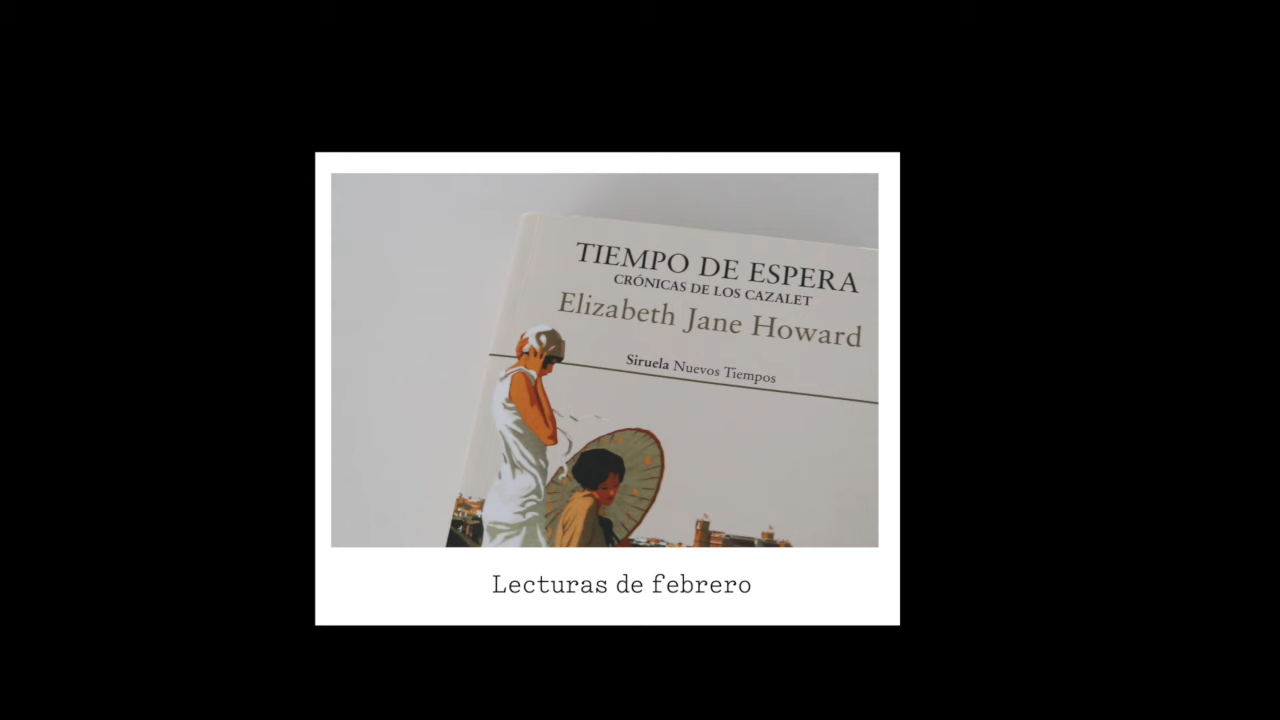 TIEMPO DE ESPERA
CRÓNICAS DE LOS CAZALET
Elizabeth Jane Howard
Siruela Nuevos Tiempos
Lecturas de febrero